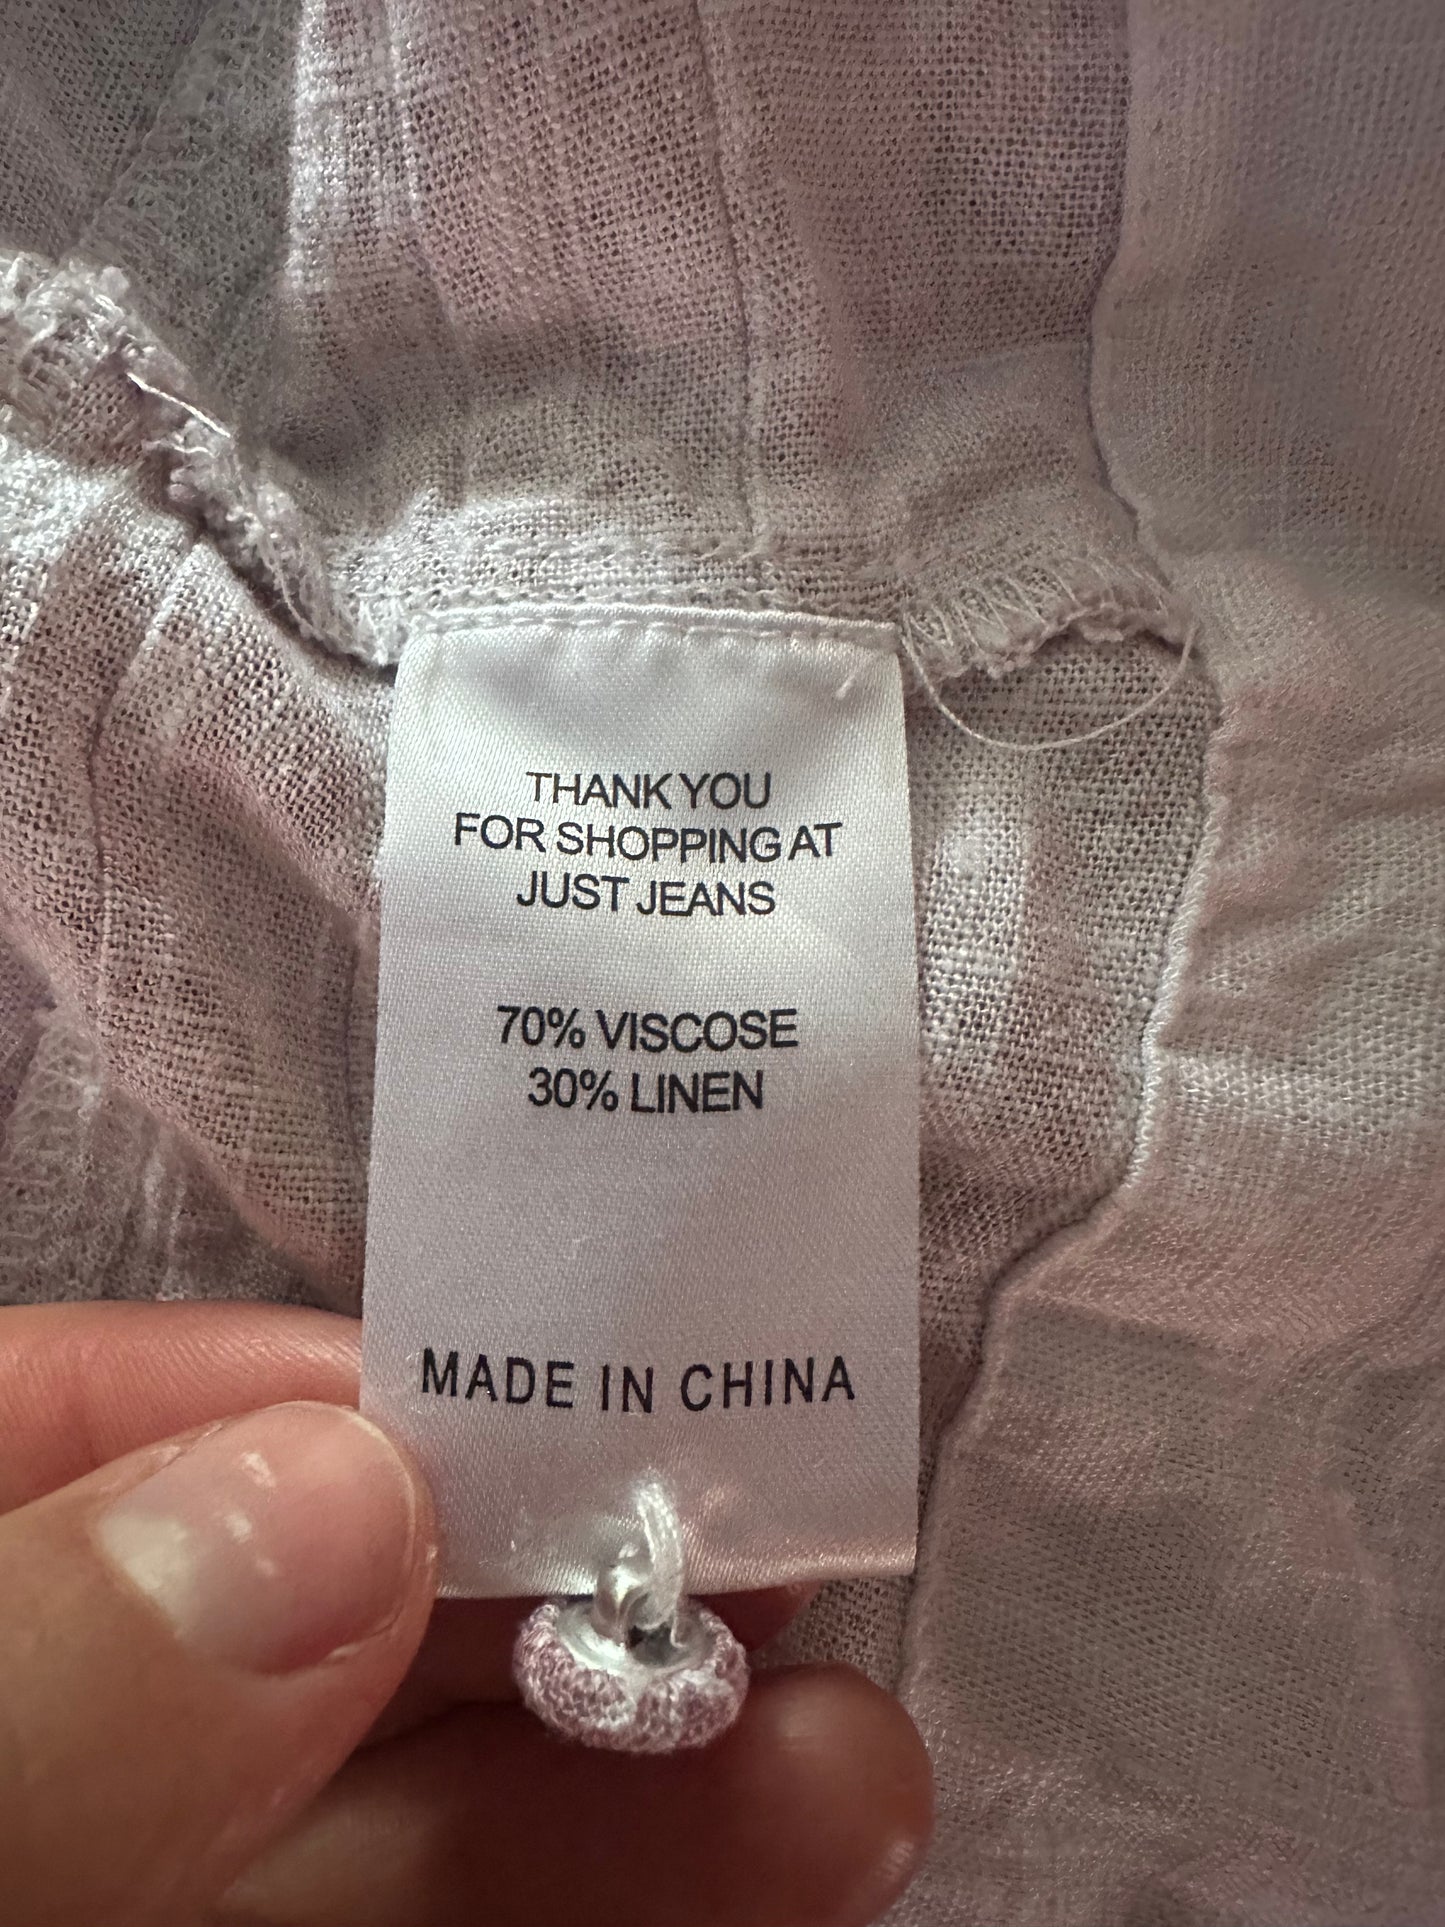 THANK YOU
FOR SHOPPING AT
JUST JEANS
70% VISCOSE
30% LINEN
MADE IN CHINA